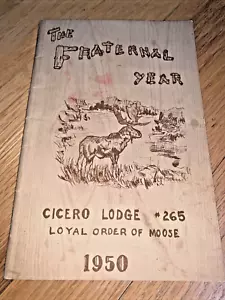 THE
FRATERNAL
YEAR
CICERO LODGE #265
LOYAL ORDER OF MOOSE
1950